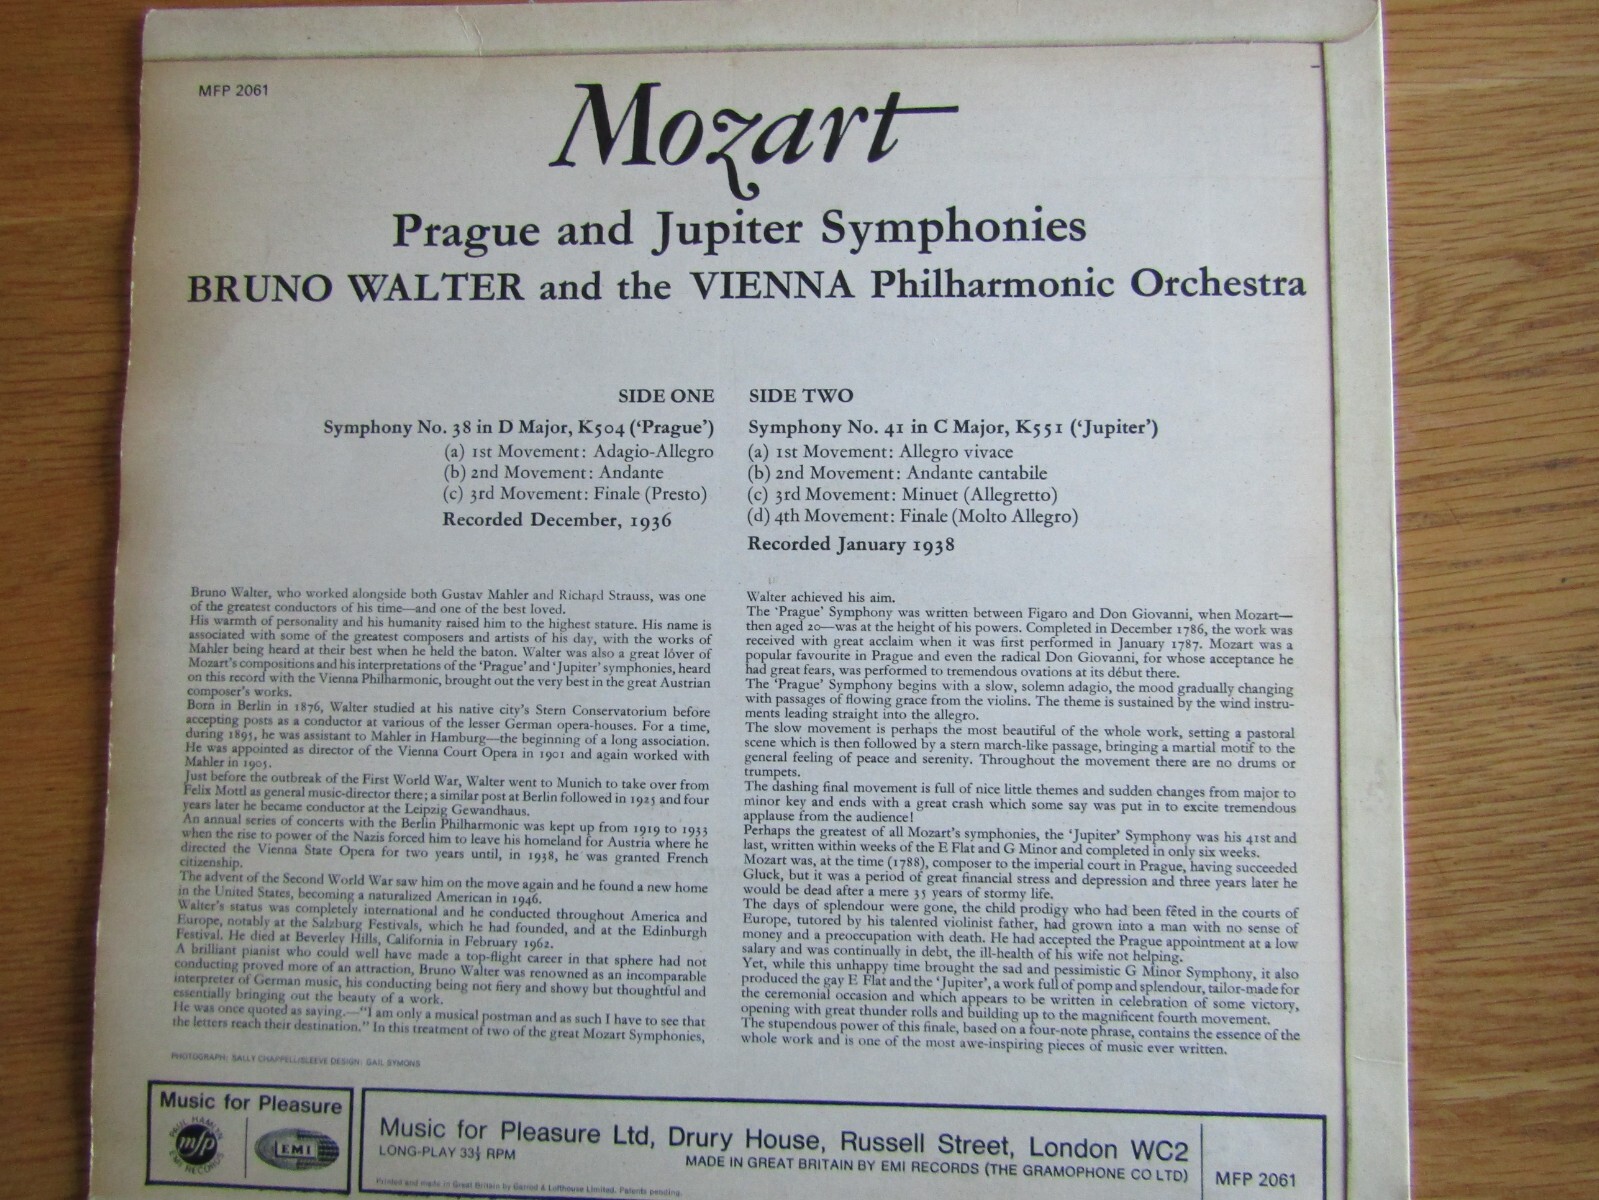 MFP 2061
Mozart
Prague and Jupiter Symphonies
BRUNO WALTER and the VIENNA Philharmonic Orchestra
SIDE ONE
Symphony No. 38 in D Major, K504 ('Prague')
(a) 1st Movement: Adagio-Allegro
(b) 2nd Movement: Andante
(c) 3rd Movement: Finale (Presto)
Recorded December, 1936
SIDE TWO
Symphony No. 41 in C Major, K551 ('Jupiter')
(a) 1st Movement: Allegro vivace
(b) 2nd Movement: Andante cantabile
(c) 3rd Movement: Minuet (Allegretto)
(d) 4th Movement: Finale (Molto Allegro)
Recorded January 1938
Bruno Walter, who worked alongside both Gustav Mahler and Richard Strauss, was one
of the greatest conductors of his time—and one of the best loved.
His warmth of personality and his humanity raised him to the highest stature. His name is
associated with some of the greatest composers and artists of his day, with the works of
Mahler being heard at their best when he held the baton. Walter was also a great lover of
Mozart's compositions and his interpretations of the 'Prague' and 'Jupiter' symphonies, heard
on this record with the Vienna Philharmonic, brought out the very best in the great Austrian
composer's works.
Born in Berlin in 1876, Walter studied at his native city's Stern Conservatorium before
accepting posts as a conductor at various of the lesser German opera-houses. For a time,
during 1895, he was assistant to Mahler in Hamburg—the beginning of a long association.
He was appointed as director of the Vienna Court Opera in 1901 and again worked with
Mahler in 1905.
Just before the outbreak of the First World War, Walter went to Munich to take over from
Felix Mottl as general music-director there; a similar post at Berlin followed in 1925 and four
years later he became conductor at the Leipzig Gewandhaus.
An annual series of concerts with the Berlin Philharmonic was kept up from 1919 to 1933
when the rise to power of the Nazis forced him to leave his homeland for Austria where he
directed the Vienna State Opera for two years until, in 1938, he was granted French
citizenship.
The advent of the Second World War saw him on the move again and he found a new home
in the United States, becoming a naturalized American in 1946.
Walter's status was completely international and he conducted throughout America and
Europe, notably at the Salzburg Festivals, which he had founded, and at the Edinburgh
Festival. He died at Beverley Hills, California in February 1962.
A brilliant pianist who could well have made a top-flight career in that sphere had not
conducting proved more of an attraction, Bruno Walter was renowned as an incomparable
interpreter of German music, his conducting being not fiery and showy but thoughtful and
essentially bringing out the beauty of a work.
He was once quoted as saying.—"I am only a musical postman and as such I have to see that
the letters reach their destination." In this treatment of two of the great Mozart Symphonies,
Walter achieved his aim.
The 'Prague' Symphony was written between Figaro and Don Giovanni, when Mozart—
then aged 20—was at the height of his powers. Completed in December 1786, the work was
received with great acclaim when it was first performed in January 1787. Mozart was a
popular favourite in Prague and even the radical Don Giovanni, for whose acceptance he
had great fears, was performed to tremendous ovations at its début there.
The 'Prague' Symphony begins with a slow, solemn adagio, the mood gradually changing
with passages of flowing grace from the violins. The theme is sustained by the wind instru-
ments leading straight into the allegro.
The slow movement is perhaps the most beautiful of the whole work, setting a pastoral
scene which is then followed by a stern march-like passage, bringing a martial motif to the
general feeling of peace and serenity. Throughout the movement there are no drums or
trumpets.
The dashing final movement is full of nice little themes and sudden changes from major to
minor key and ends with a great crash which some say was put in to excite tremendous
applause from the audience!
Perhaps the greatest of all Mozart's symphonies, the 'Jupiter' Symphony was his 41st and
last, written within weeks of the E Flat and G Minor and completed in only six weeks.
Mozart was, at the time (1788), composer to the imperial court in Prague, having succeeded
Gluck, but it was a period of great financial stress and depression and three years later he
would be dead after a mere 35 years of stormy life.
The days of splendour were gone, the child prodigy who had been fêted in the courts of
Europe, tutored by his talented violinist father, had grown into a man with no sense of
money and a preoccupation with death. He had accepted the Prague appointment at a low
salary and was continually in debt, the ill-health of his wife not helping.
Yet, while this unhappy time brought the sad and pessimistic G Minor Symphony, it also
produced the gay E Flat and the 'Jupiter', a work full of pomp and splendour, tailor-made for
the ceremonial occasion and which appears to be written in celebration of some victory,
opening with great thunder rolls and building up to the magnificent fourth movement.
The stupendous power of this finale, based on a four-note phrase, contains the essence of the
whole work and is one of the most awe-inspiring pieces of music ever written.
PHOTOGRAPH: SALLY CHAPPELL/SLEEVE DESIGN: GAIL SYMONS
Music for Pleasure
PAUL HAMLYN
mfp
EMI RECORDS
EMI
Music for Pleasure Ltd, Drury House, Russell Street, London WC2
LONG-PLAY 33⅓ RPM
MADE IN GREAT BRITAIN BY EMI RECORDS (THE GRAMOPHONE CO LTD)
MFP 2061
Printed and made in Great Britain by Garrod & Lofthouse Limited. Patents pending.